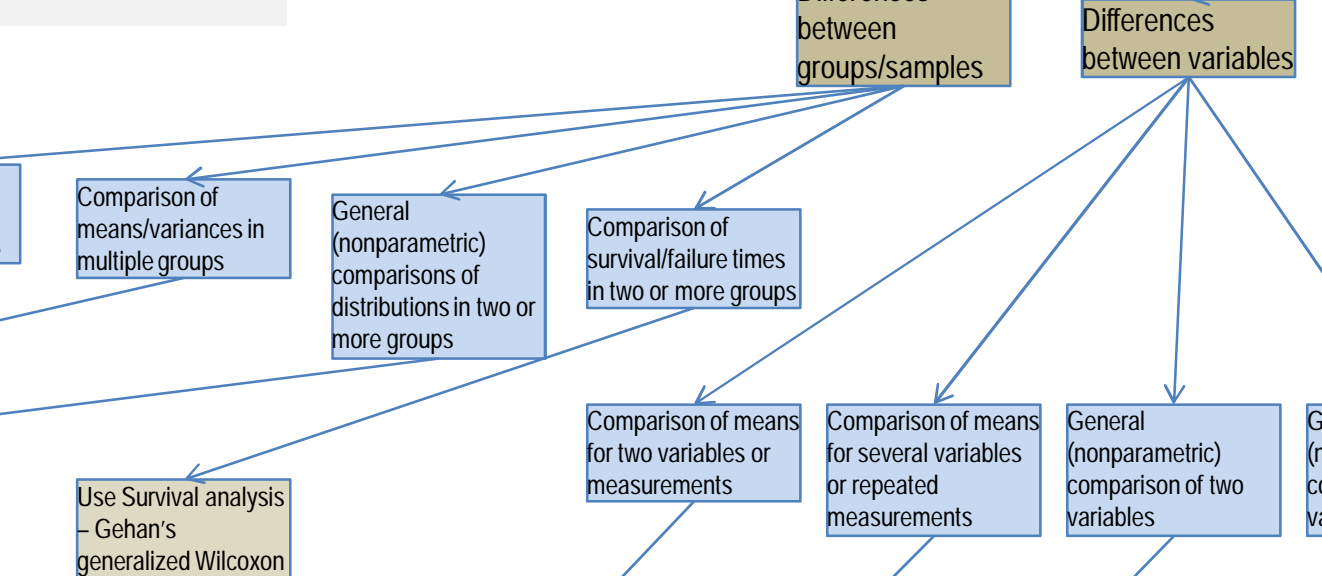 between
groups/samples
Differences
between variables
Comparison of
means/variances in
multiple groups
General
(nonparametric)
comparisons of
distributions in two or
more groups
Comparison of
survival/failure times
in two or more groups
Comparison of means
for two variables or
measurements
Comparison of means
for several variables
or repeated
measurements
General
(nonparametric)
comparison of two
variables
Use Survival analysis
– Gehan's
generalized Wilcoxon